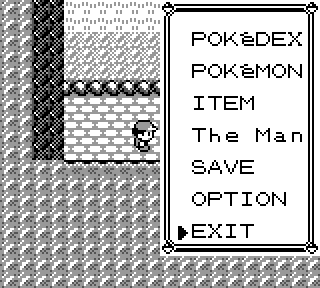 POKéDEX
POKéMON
ITEM
The Man
SAVE
OPTION
EXIT